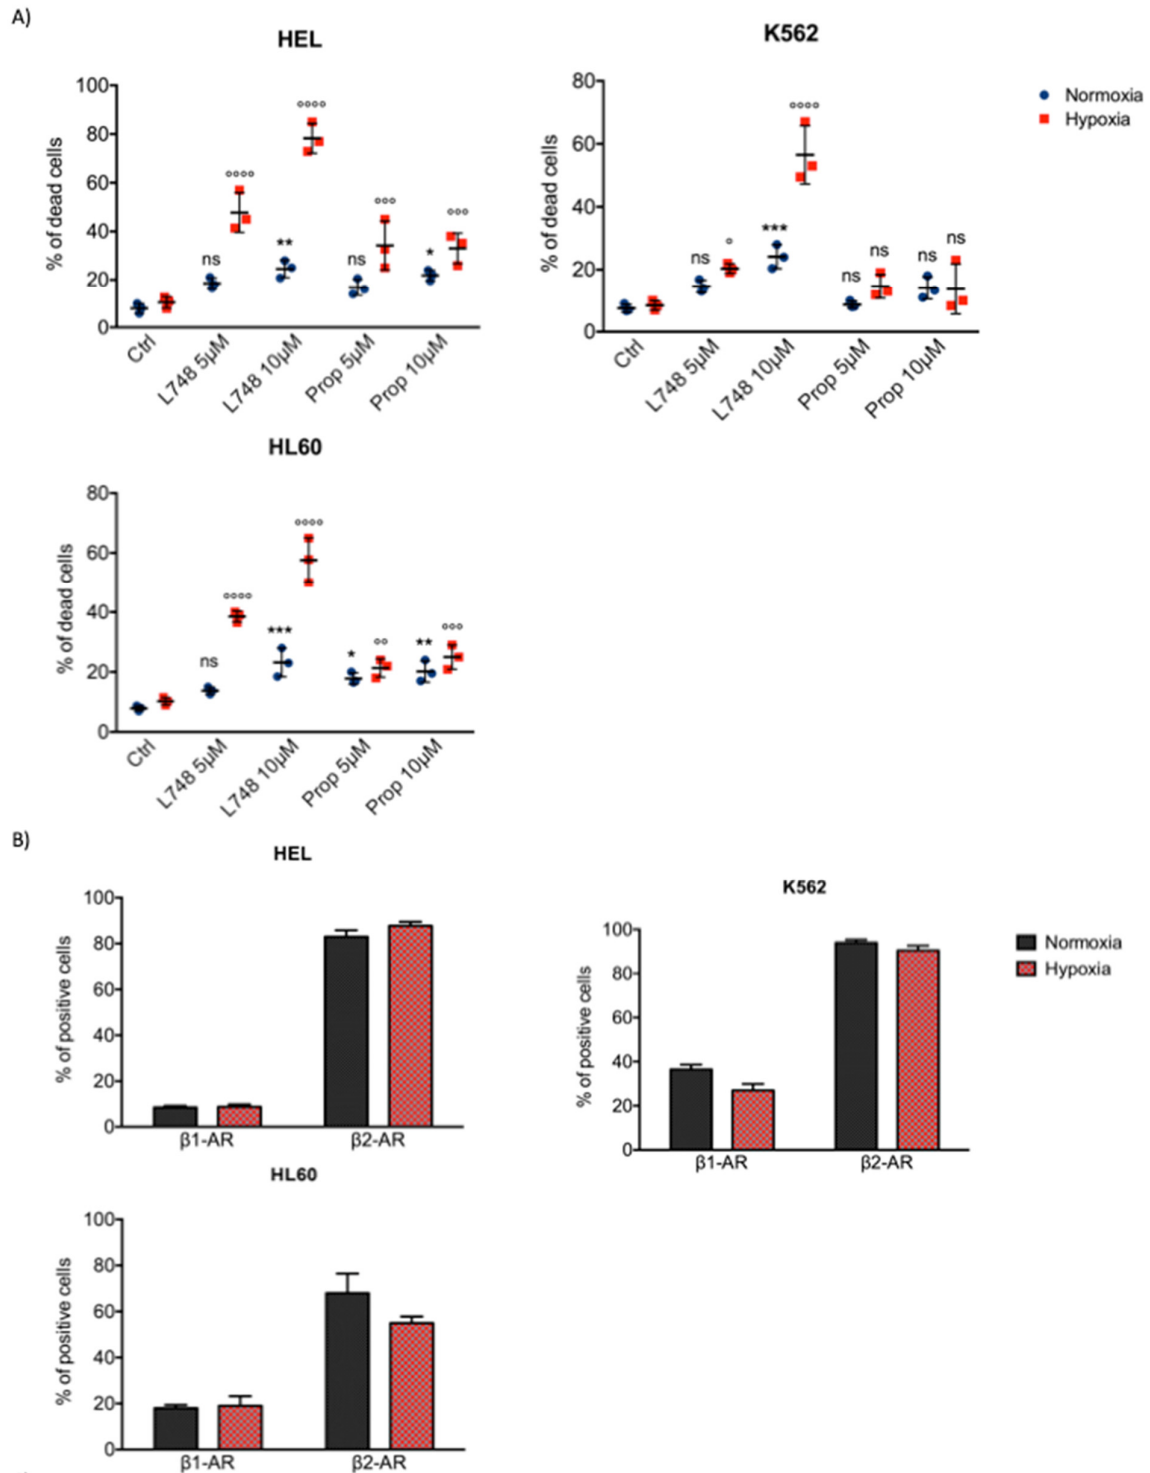 A)
HEL
% of dead cells
100
80
60
40
20
0
°°°°
°°°°
°°°
°°°
ns
**
ns
*
Ctrl
L748 5µM
L748 10µM
Prop 5µM
Prop 10µM
K562
% of dead cells
80
60
40
20
0
°°°°
***
ns
°
ns
ns
ns
ns
Ctrl
L748 5µM
L748 10µM
Prop 5µM
Prop 10µM
Normoxia
Hypoxia
HL60
% of dead cells
80
60
40
20
0
°°°°
°°°°
***
ns
*
°°
**
°°°
Ctrl
L748 5µM
L748 10µM
Prop 5µM
Prop 10µM
B)
HEL
% of positive cells
100
80
60
40
20
0
β1-AR
β2-AR
K562
% of positive cells
100
80
60
40
20
0
β1-AR
β2-AR
Normoxia
Hypoxia
HL60
% of positive cells
100
80
60
40
20
0
β1-AR
β2-AR